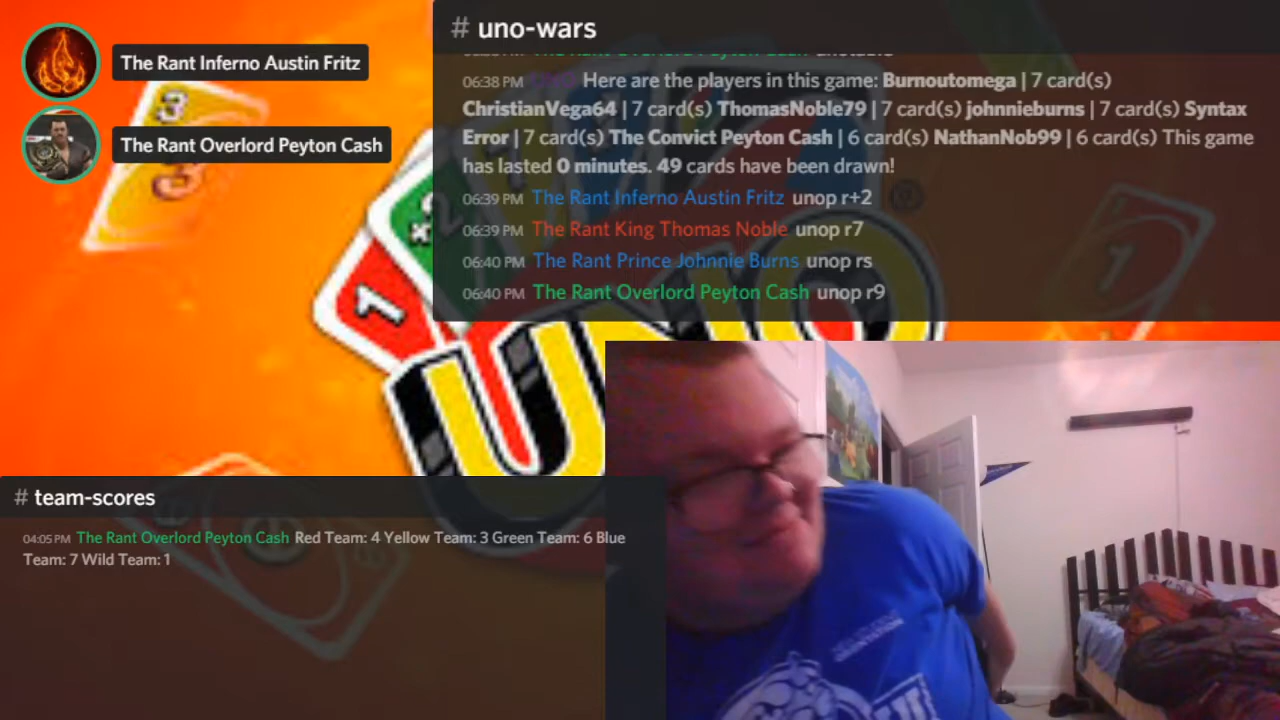 The Rant Inferno Austin Fritz
The Rant Overlord Peyton Cash
# uno-wars
06:38 PM Here are the players in this game: Burnoutomega | 7 card(s)
ChristianVega64 | 7 card(s) ThomasNoble79 | 7 card(s) johnnieburns | 7 card(s) Syntax
Error | 7 card(s) The Convict Peyton Cash | 6 card(s) NathanNob99 | 6 card(s) This game
has lasted 0 minutes. 49 cards have been drawn!
06:39 PM The Rant Inferno Austin Fritz unop r+2
06:39 PM The Rant King Thomas Noble unop r7
06:40 PM The Rant Prince Johnnie Burns unop rs
06:40 PM The Rant Overlord Peyton Cash unop r9
3
3
1
1
UNO
# team-scores
04:05 PM The Rant Overlord Peyton Cash Red Team: 4 Yellow Team: 3 Green Team: 6 Blue
Team: 7 Wild Team: 1